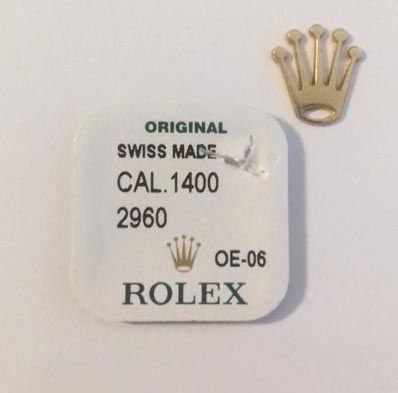 ORIGINAL
SWISS MADE
CAL.1400
2960
OE-06
ROLEX